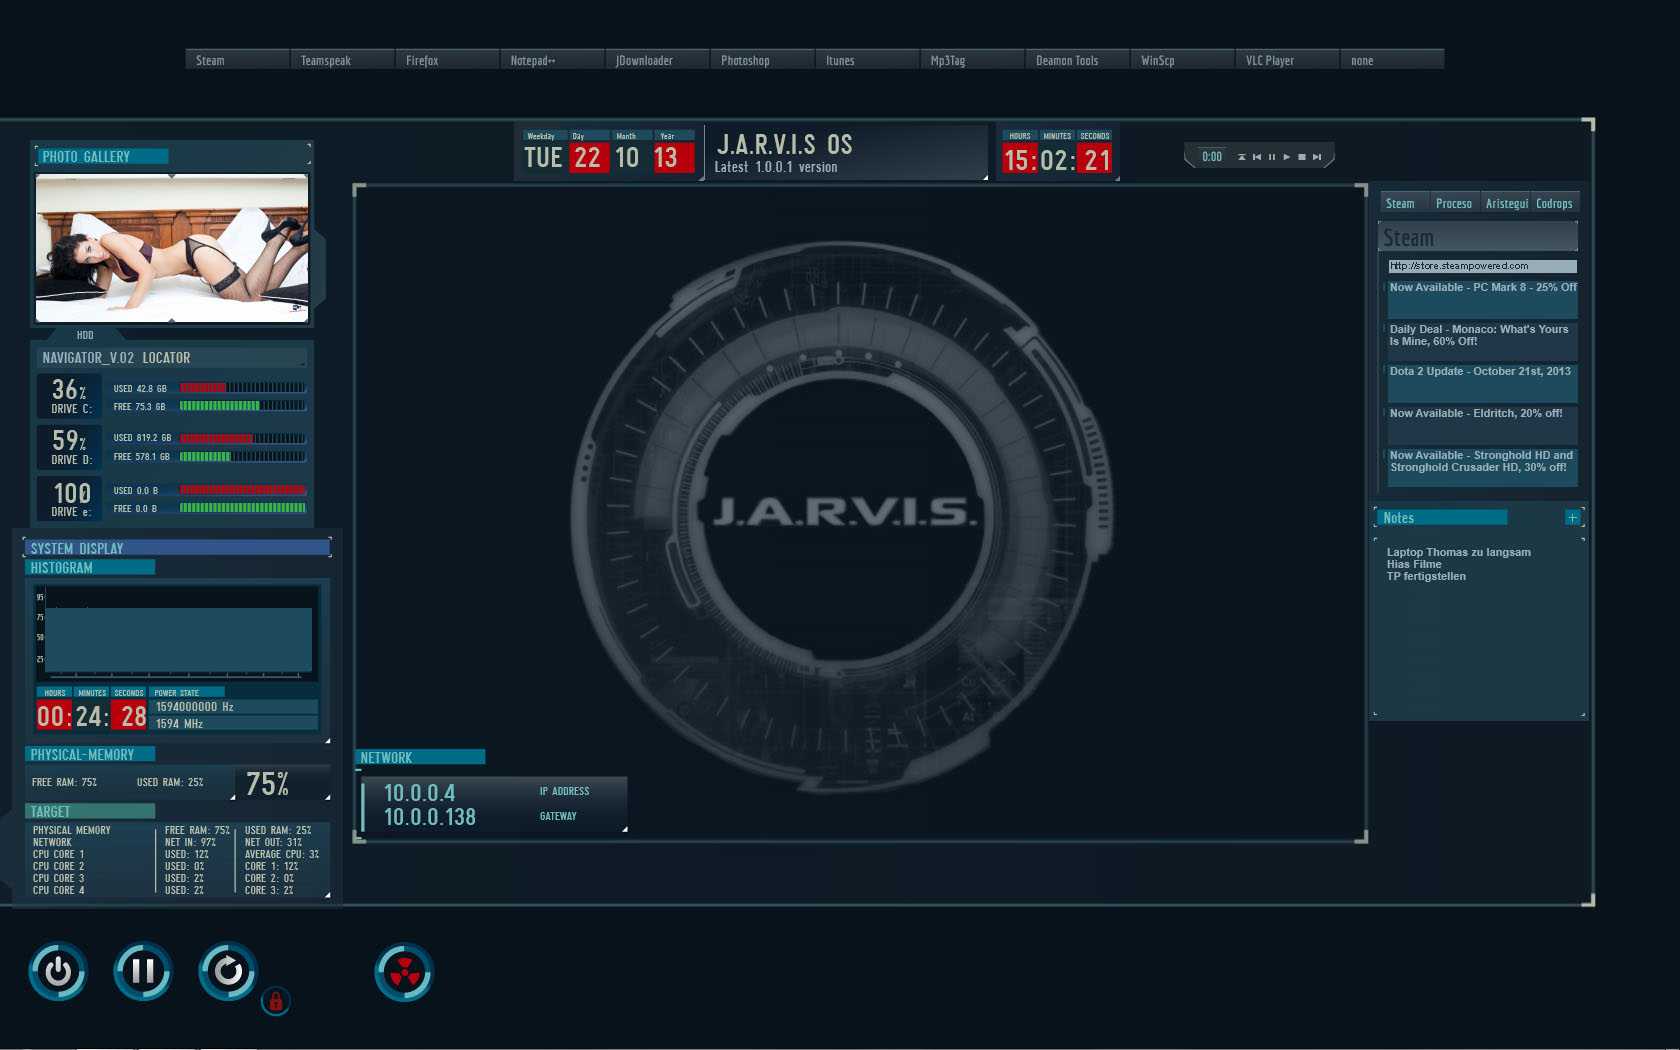 Steam
Teamspeak
Firefox
Notepad++
JDownloader
Photoshop
Itunes
Mp3Tag
Deamon Tools
WinScp
VLC Player
none
PHOTO GALLERY
Weekday Day Month Year
TUE 22 10 13
J.A.R.V.I.S OS
Latest 1.0.0.1 version
HOURS MINUTES SECONDS
15:02:21
0:00
HDD
NAVIGATOR_V.02 LOCATOR
36%
DRIVE C:
USED 42.8 GB
FREE 75.3 GB
59%
DRIVE D:
USED 819.2 GB
FREE 578.1 GB
100
DRIVE e:
USED 0.0 B
FREE 0.0 B
SYSTEM DISPLAY
HISTOGRAM
95
75
50
25
HOURS MINUTES SECONDS
00:24:28
POWER STATE
1594000000 Hz
1594 MHz
PHYSICAL-MEMORY
FREE RAM: 75% USED RAM: 25% 75%
TARGET
PHYSICAL MEMORY FREE RAM: 75% USED RAM: 25%
NETWORK NET IN: 97% NET OUT: 31%
CPU CORE 1 USED: 12% AVERAGE CPU: 3%
CPU CORE 2 USED: 0% CORE 1: 12%
CPU CORE 3 USED: 2% CORE 2: 0%
CPU CORE 4 USED: 2% CORE 3: 2%
J.A.R.V.I.S.
NETWORK
10.0.0.4 IP ADDRESS
10.0.0.138 GATEWAY
Steam Proceso Aristegui Codrops
Steam
http://store.steampowered.com
Now Available - PC Mark 8 - 25% Off
Daily Deal - Monaco: What's Yours
Is Mine, 60% Off!
Dota 2 Update - October 21st, 2013
Now Available - Eldritch, 20% off!
Now Available - Stronghold HD and
Stronghold Crusader HD, 30% off!
Notes
+
Laptop Thomas zu langsam
Hias Filme
TP fertigstellen